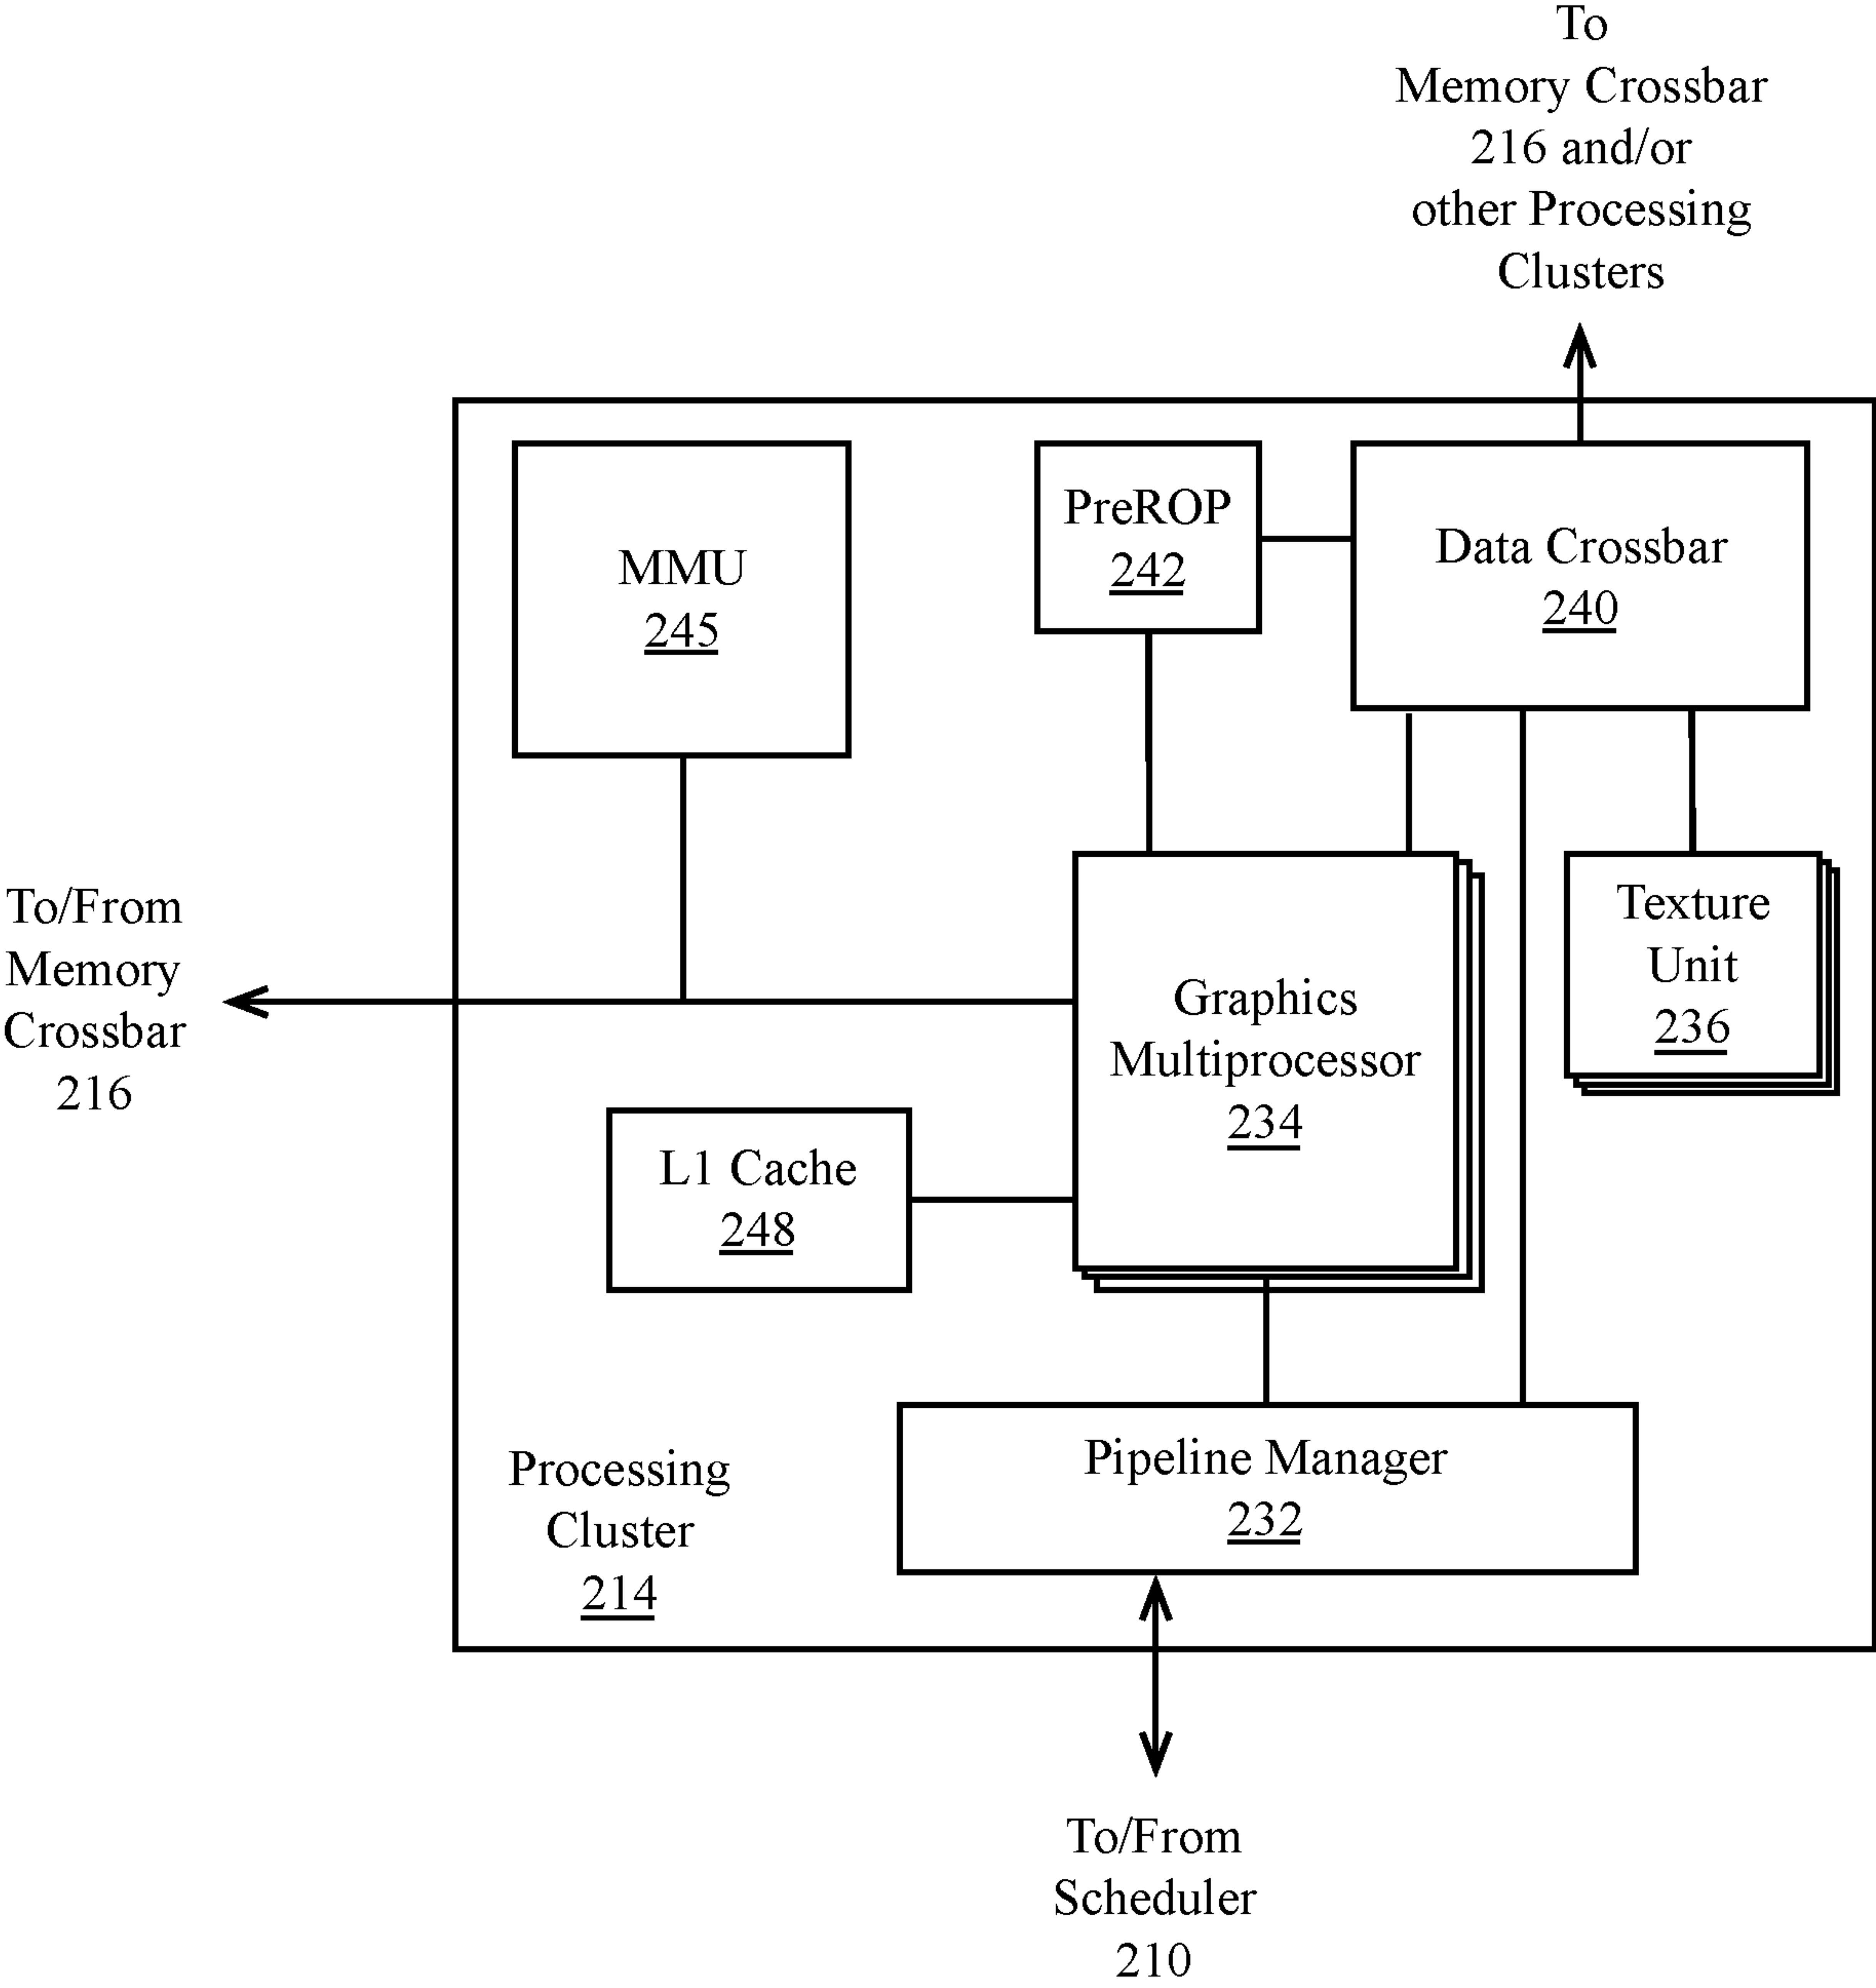 To
Memory Crossbar
216 and/or
other Processing
Clusters
MMU
245
PreROP
242
Data Crossbar
240
To/From
Memory
Crossbar
216
Graphics
Multiprocessor
234
Texture
Unit
236
L1 Cache
248
Processing
Cluster
214
Pipeline Manager
232
To/From
Scheduler
210